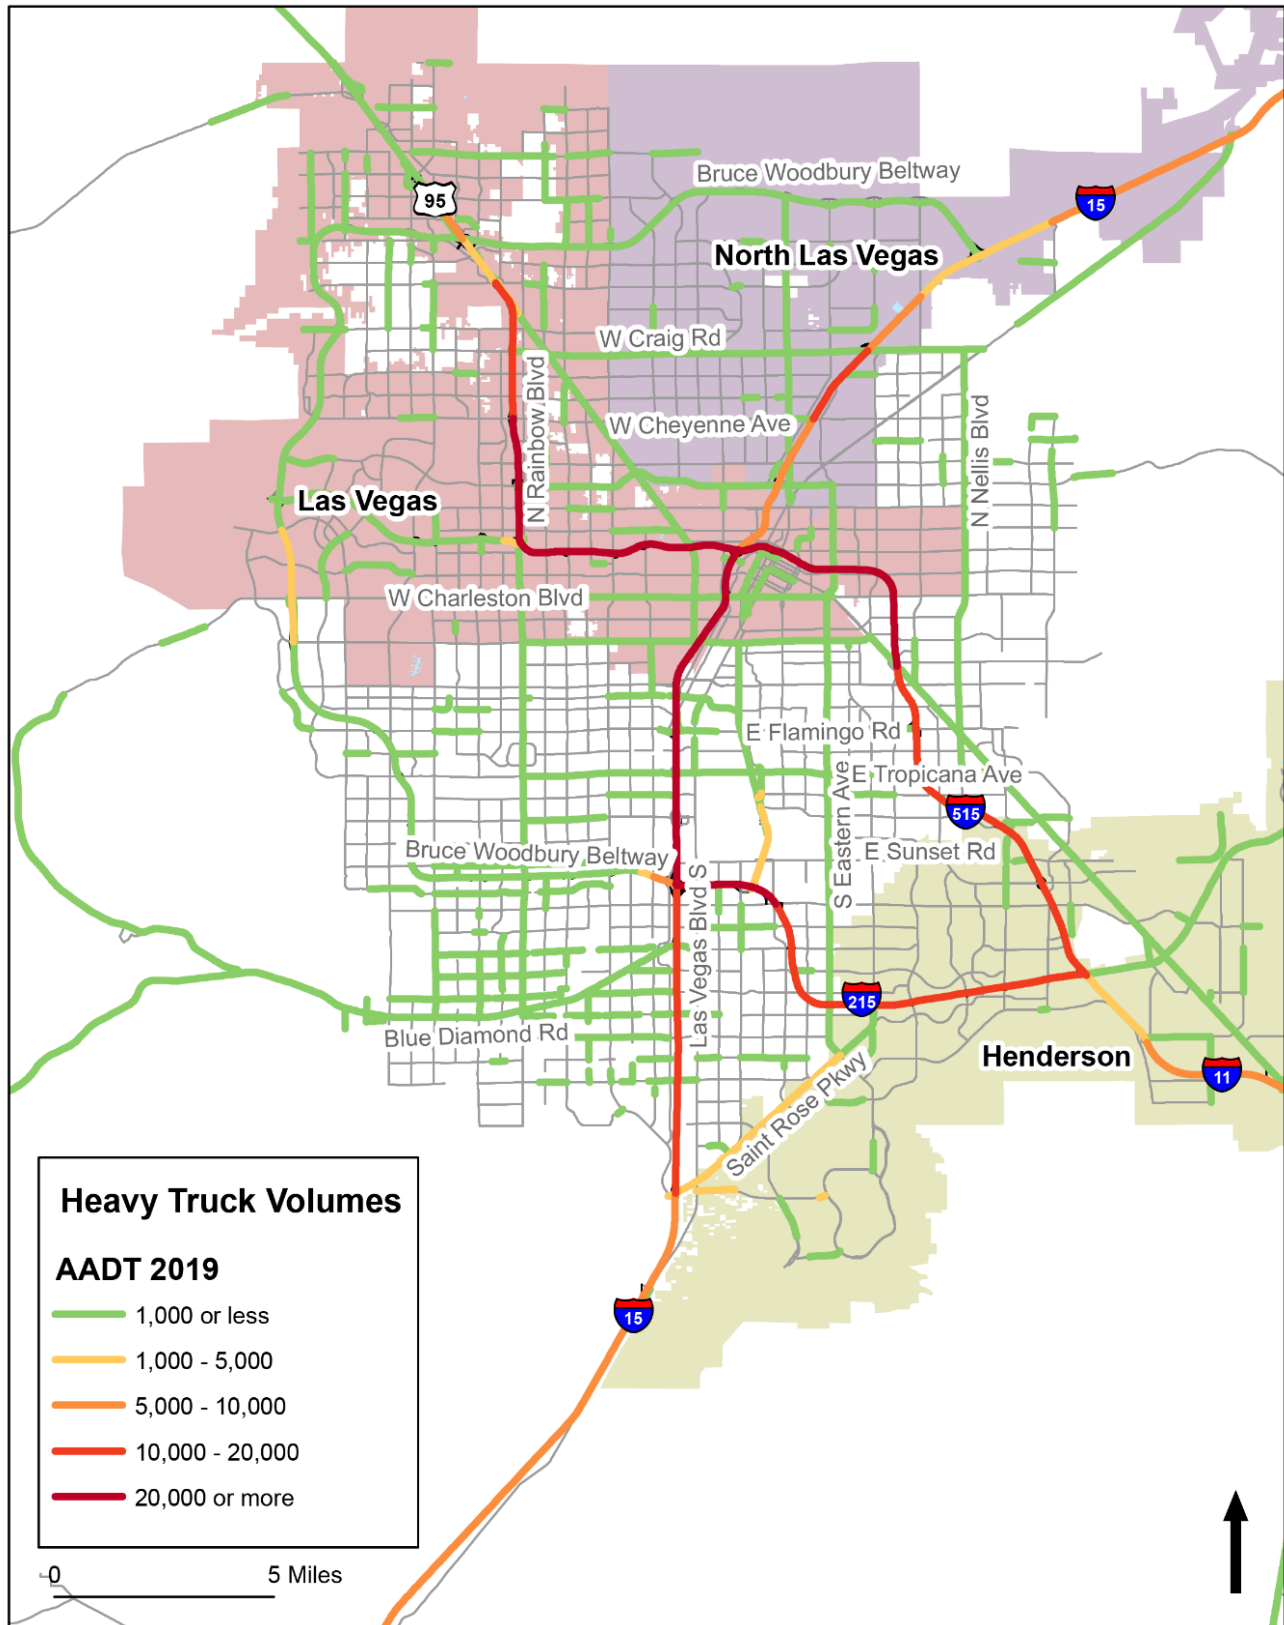 Bruce Woodbury Beltway
95
15
North Las Vegas
W Craig Rd
N Rainbow Blvd
W Cheyenne Ave
N Nellis Blvd
Las Vegas
W Charleston Blvd
E Flamingo Rd
E Tropicana Ave
515
S Eastern Ave
E Sunset Rd
Bruce Woodbury Beltway
Las Vegas Blvd S
215
Blue Diamond Rd
Henderson
11
Saint Rose Pkwy
15
Heavy Truck Volumes
AADT 2019
1,000 or less
1,000 - 5,000
5,000 - 10,000
10,000 - 20,000
20,000 or more
0 5 Miles